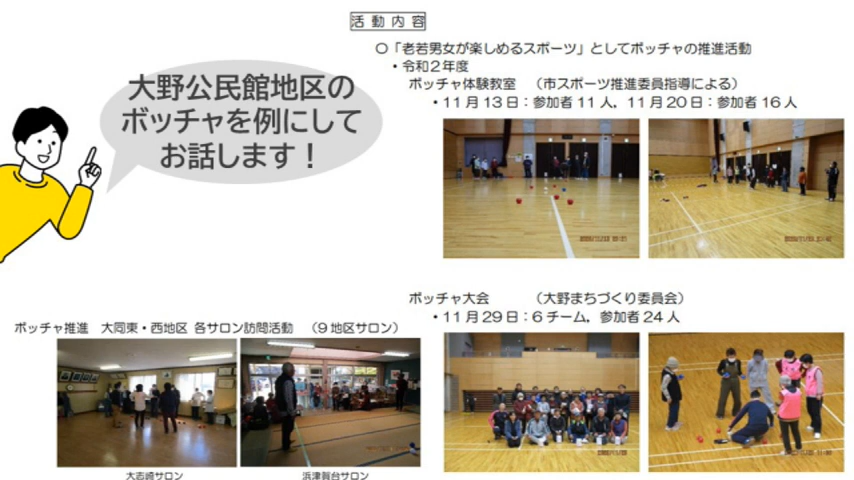 活動内容
〇「老若男女が楽しめるスポーツ」としてボッチャの推進活動
・令和2年度
ボッチャ体験教室 （市スポーツ推進委員指導による）
・11月13日：参加者11人，11月20日：参加者16人
大野公民館地区の
ボッチャを例にして
お話します！
ボッチャ大会 （大野まちづくり委員会）
・11月29日：6チーム，参加者24人
ボッチャ推進 大同東・西地区 各サロン訪問活動 （9地区サロン）
大志崎サロン
浜津賀台サロン